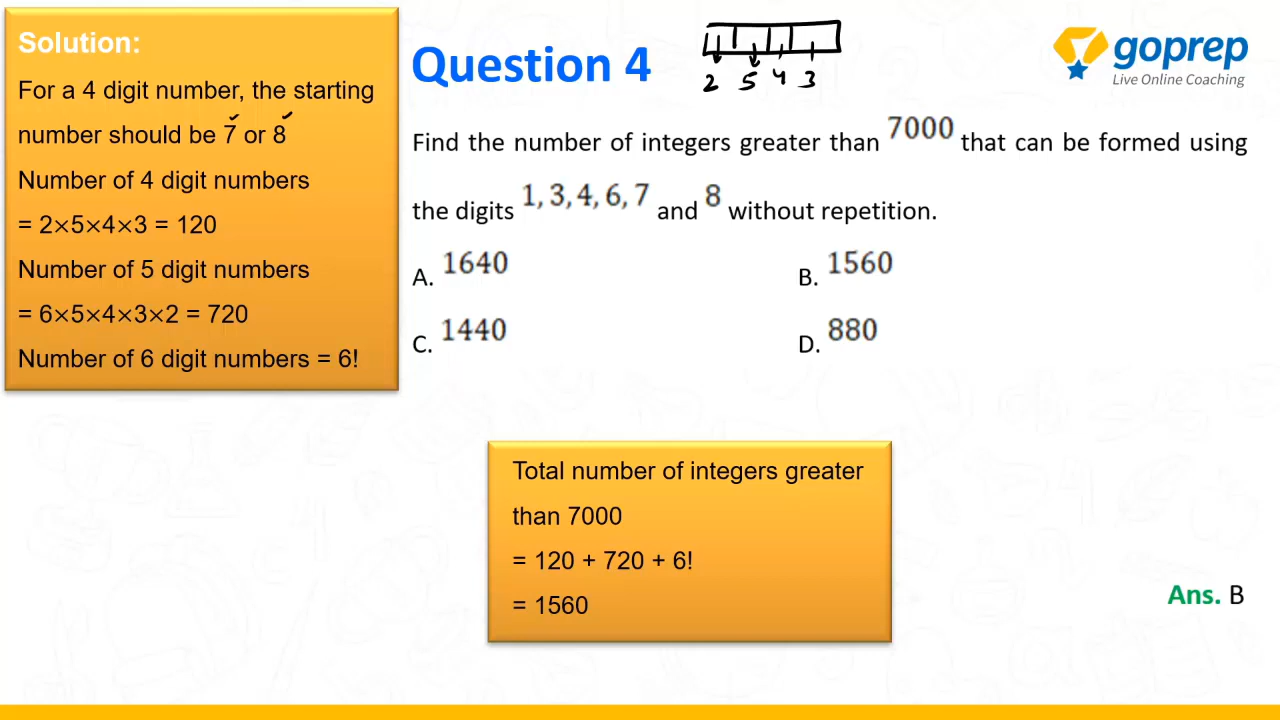 Solution:
For a 4 digit number, the starting
number should be 7 or 8
Number of 4 digit numbers
= 2×5×4×3 = 120
Number of 5 digit numbers
= 6×5×4×3×2 = 720
Number of 6 digit numbers = 6!
Question 4
2 5 4 3
goprep
Live Online Coaching
Find the number of integers greater than 7000 that can be formed using
the digits 1, 3, 4, 6, 7 and 8 without repetition.
A. 1640
B. 1560
C. 1440
D. 880
Total number of integers greater
than 7000
= 120 + 720 + 6!
= 1560
Ans. B